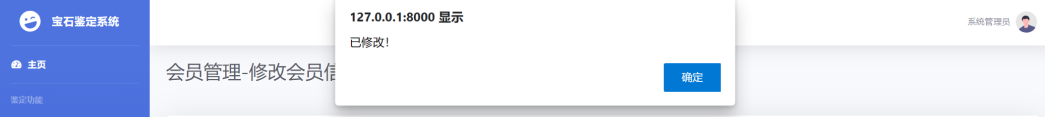 宝石鉴定系统
127.0.0.1:8000 显示
系统管理员
已修改！
主页
会员管理-修改会员信
确定
鉴定功能